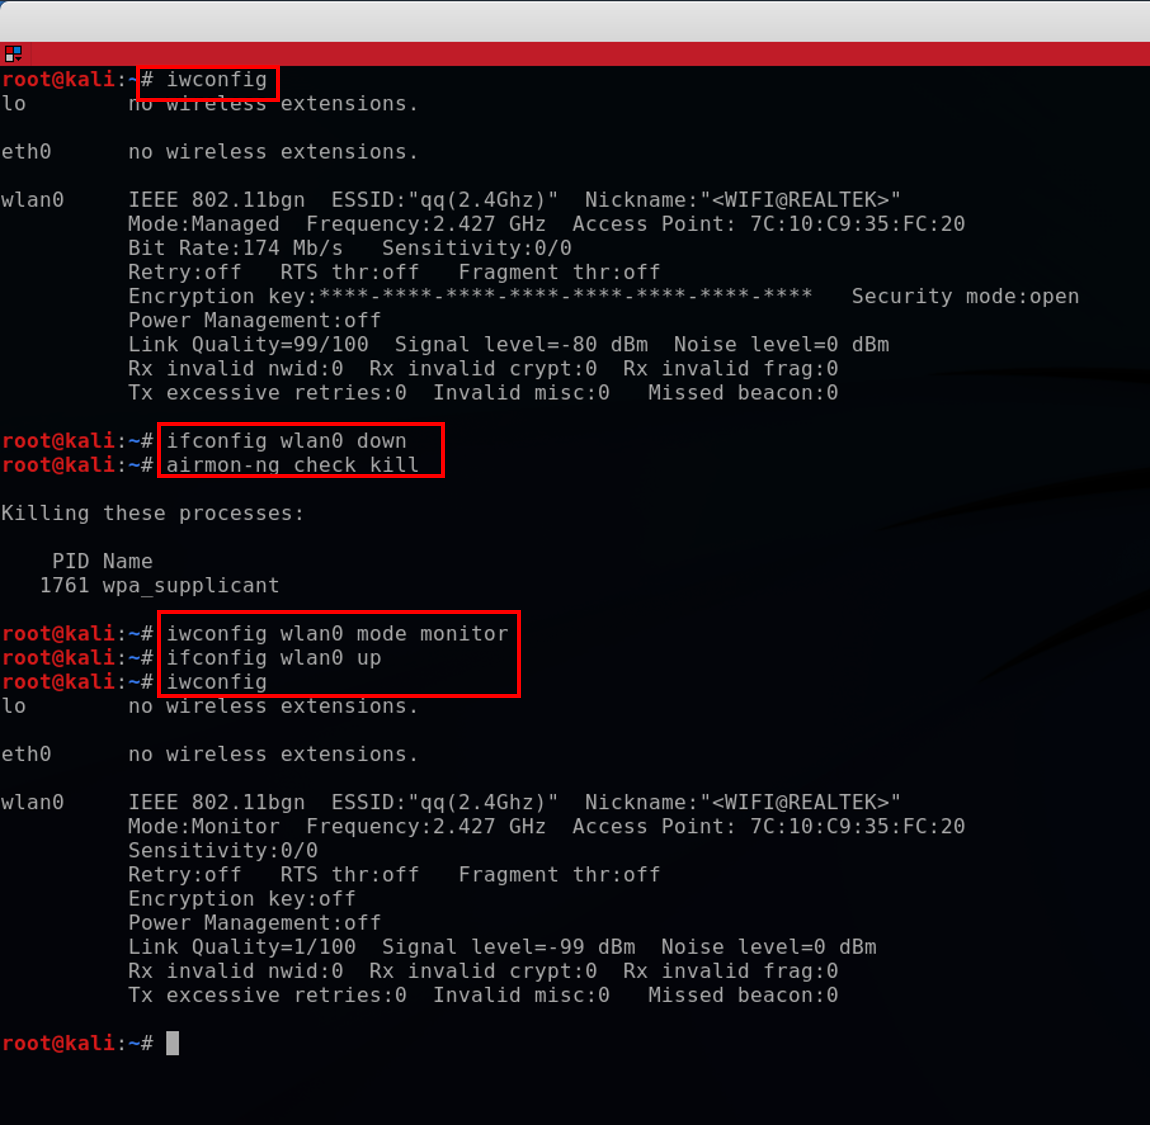 root@kali:~# iwconfig
lo        no wireless extensions.
eth0      no wireless extensions.
wlan0     IEEE 802.11bgn  ESSID:"qq(2.4Ghz)"  Nickname:"<WIFI@REALTEK>"
          Mode:Managed  Frequency:2.427 GHz  Access Point: 7C:10:C9:35:FC:20
          Bit Rate:174 Mb/s   Sensitivity:0/0
          Retry:off   RTS thr:off   Fragment thr:off
          Encryption key:****-****-****-****-****-****-****-****   Security mode:open
          Power Management:off
          Link Quality=99/100  Signal level=-80 dBm  Noise level=0 dBm
          Rx invalid nwid:0  Rx invalid crypt:0  Rx invalid frag:0
          Tx excessive retries:0  Invalid misc:0   Missed beacon:0
root@kali:~# ifconfig wlan0 down
root@kali:~# airmon-ng check kill
Killing these processes:
    PID Name
   1761 wpa_supplicant
root@kali:~# iwconfig wlan0 mode monitor
root@kali:~# ifconfig wlan0 up
root@kali:~# iwconfig
lo        no wireless extensions.
eth0      no wireless extensions.
wlan0     IEEE 802.11bgn  ESSID:"qq(2.4Ghz)"  Nickname:"<WIFI@REALTEK>"
          Mode:Monitor  Frequency:2.427 GHz  Access Point: 7C:10:C9:35:FC:20
          Sensitivity:0/0
          Retry:off   RTS thr:off   Fragment thr:off
          Encryption key:off
          Power Management:off
          Link Quality=1/100  Signal level=-99 dBm  Noise level=0 dBm
          Rx invalid nwid:0  Rx invalid crypt:0  Rx invalid frag:0
          Tx excessive retries:0  Invalid misc:0   Missed beacon:0
root@kali:~#